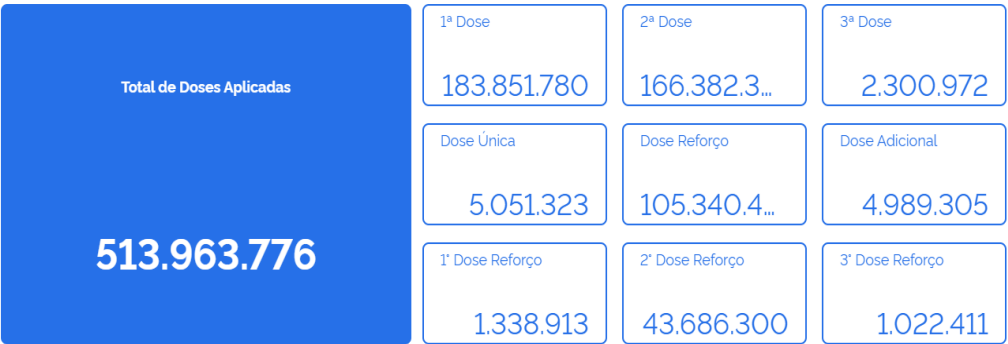 Total de Doses Aplicadas
513.963.776
1ª Dose
183.851.780
2ª Dose
166.382.3...
3ª Dose
2.300.972
Dose Única
5.051.323
Dose Reforço
105.340.4...
Dose Adicional
4.989.305
1° Dose Reforço
1.338.913
2° Dose Reforço
43.686.300
3° Dose Reforço
1.022.411